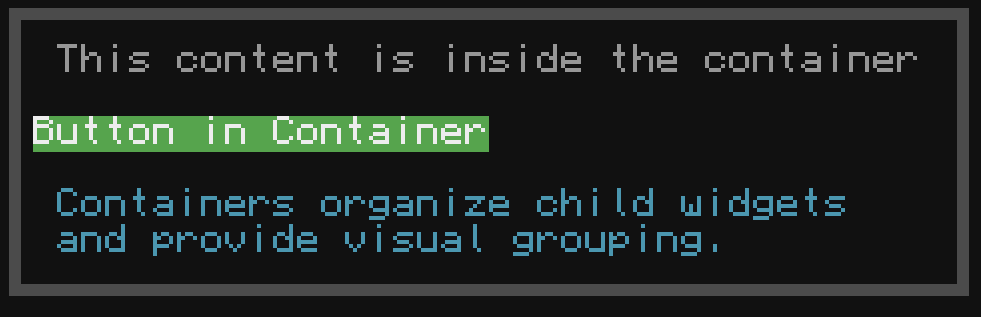 This content is inside the container
Button in Container
Containers organize child widgets
and provide visual grouping.